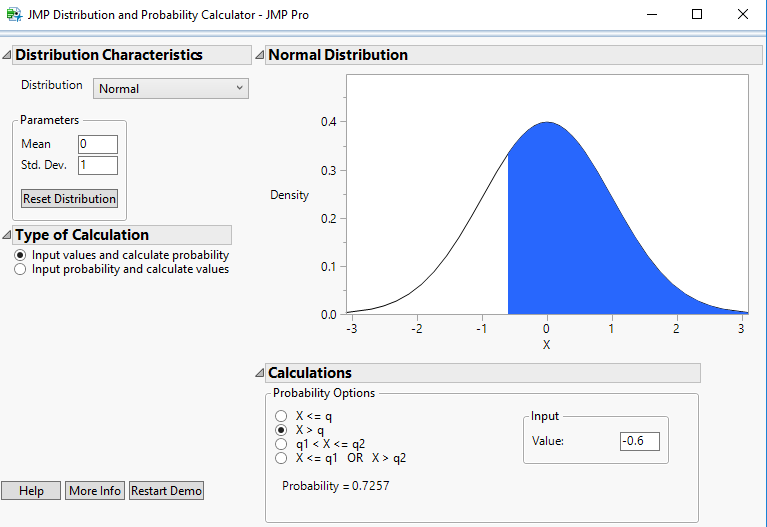 JMP Distribution and Probability Calculator - JMP Pro
Distribution Characteristics
Distribution Normal
Parameters
Mean 0
Std. Dev. 1
Reset Distribution
Type of Calculation
Input values and calculate probability
Input probability and calculate values
Help More Info Restart Demo
Normal Distribution
0.4
0.3
Density
0.2
0.1
0.0
-3 -2 -1 0 1 2 3
X
Calculations
Probability Options
X <= q
X > q
q1 < X <= q2
X <= q1 OR X > q2
Input
Value: -0.6
Probability = 0.7257